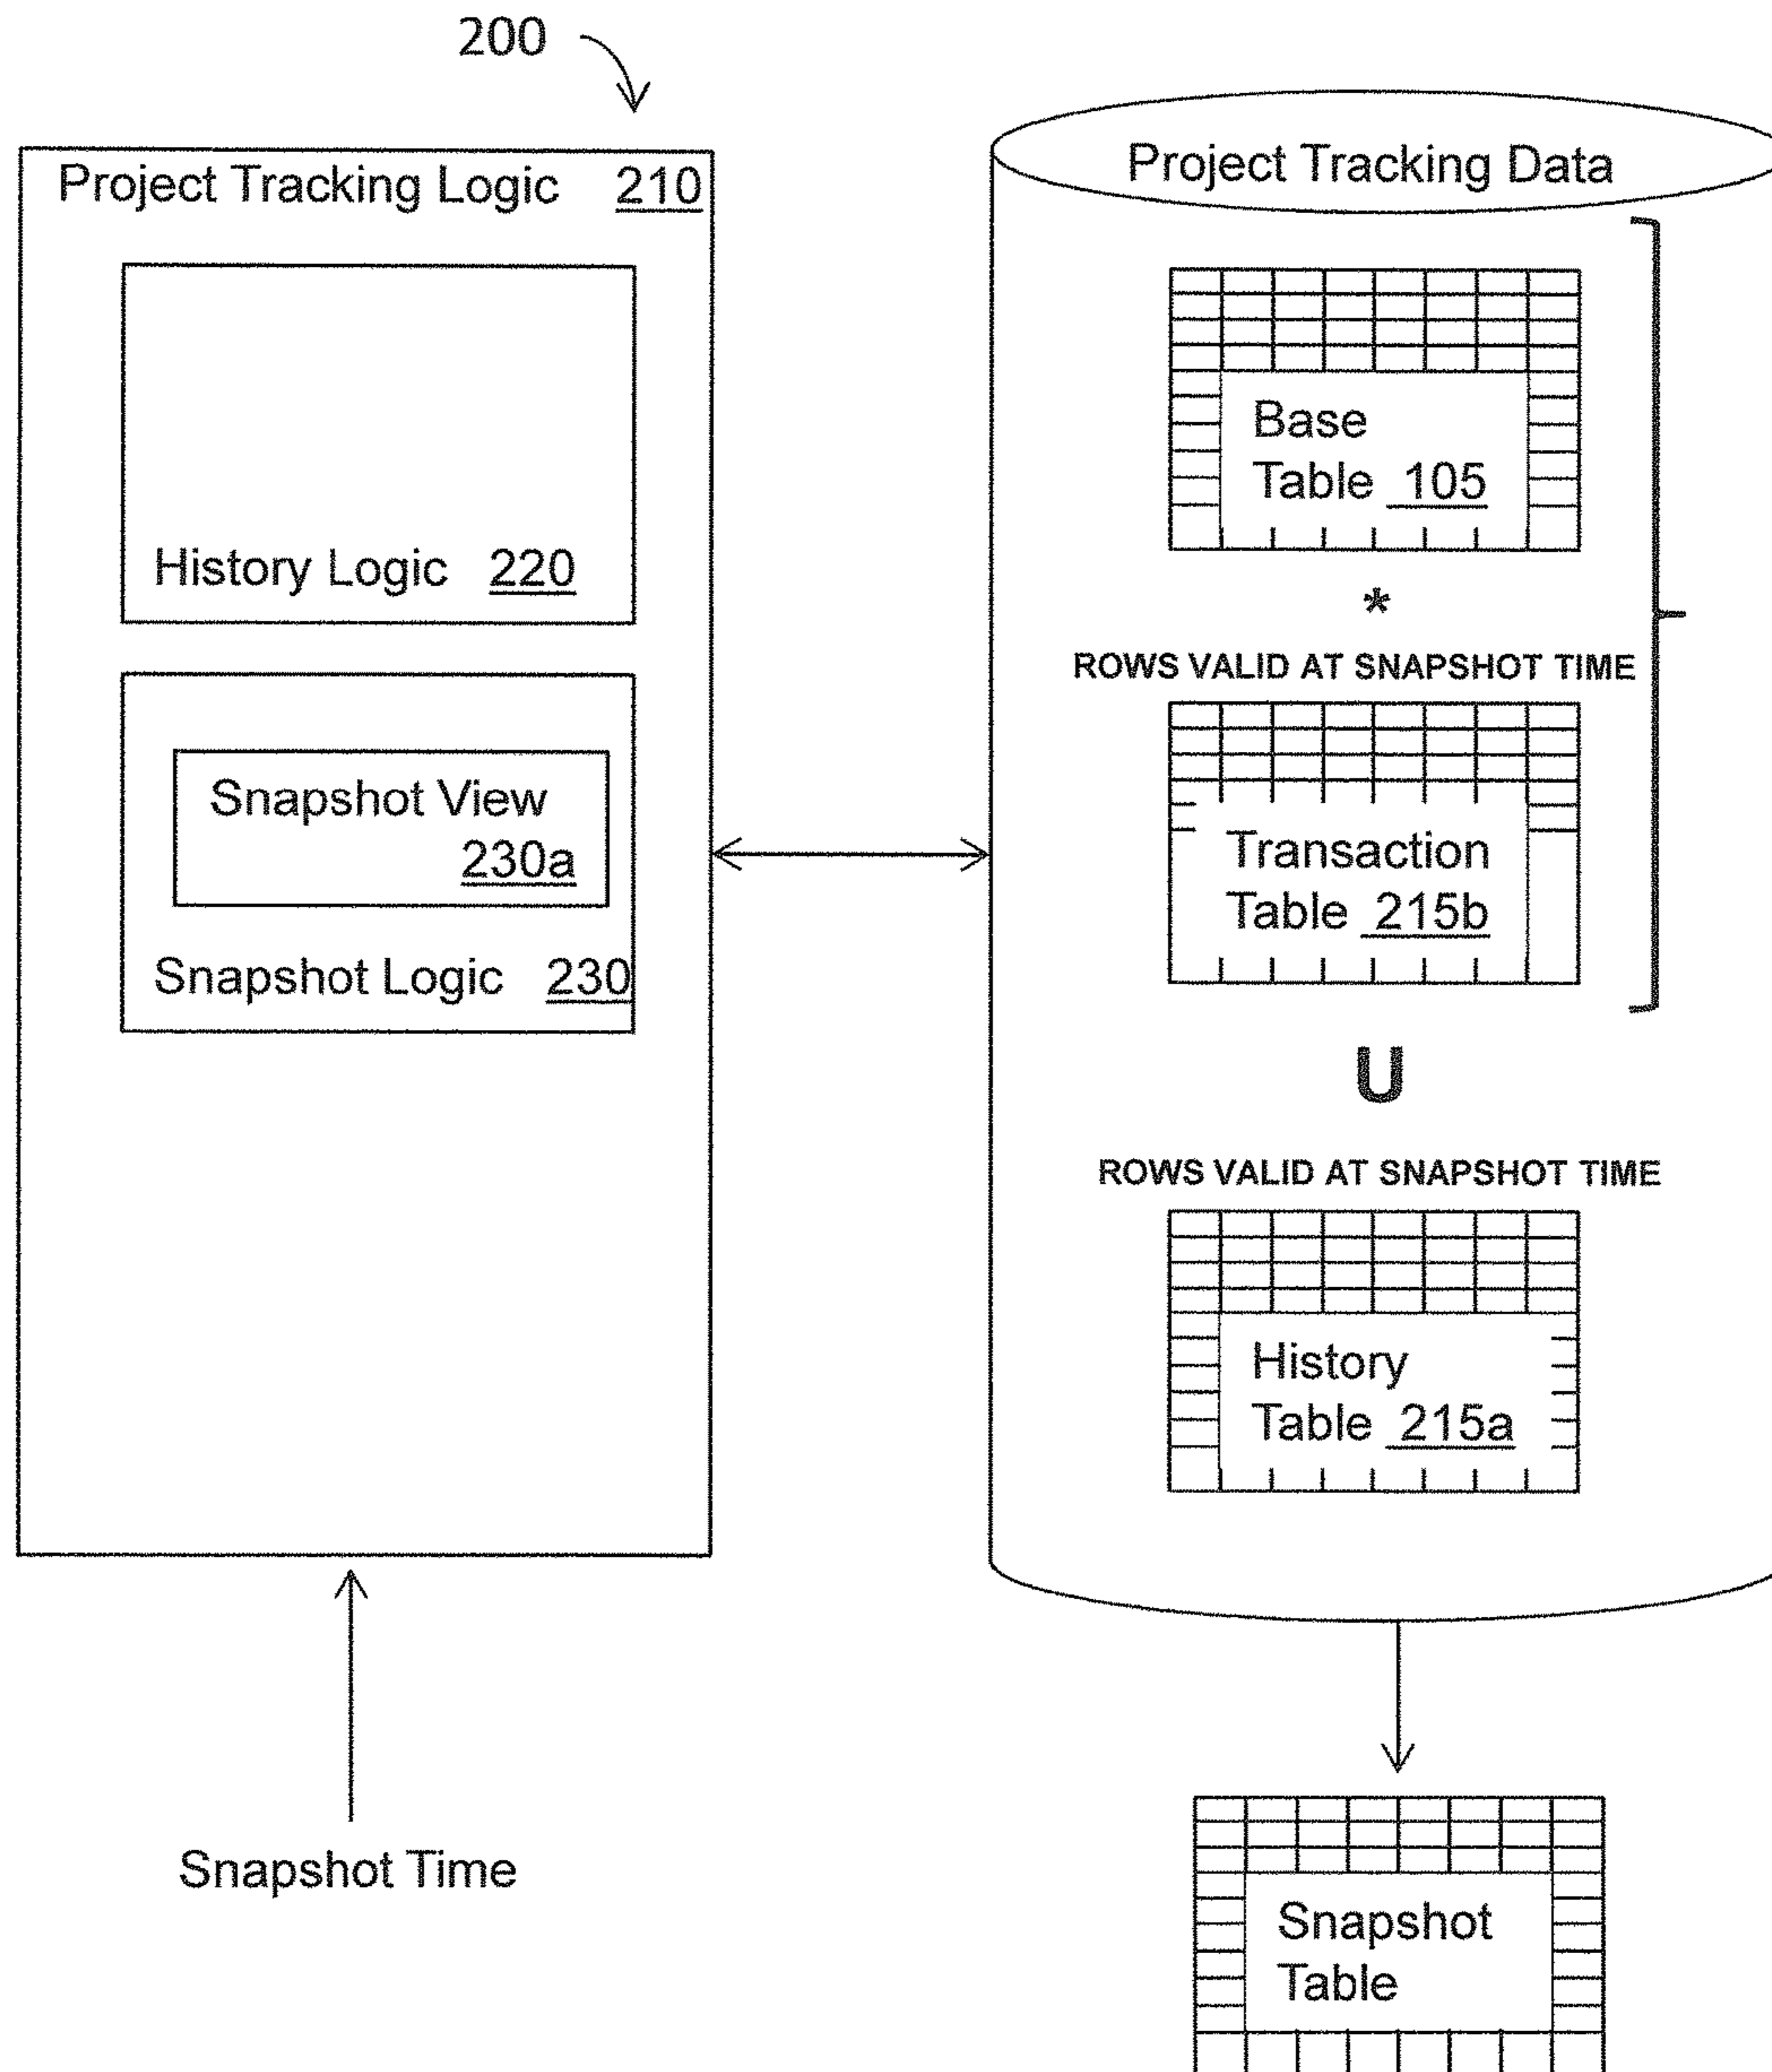 200
Project Tracking Logic 210
History Logic 220
Snapshot View
230a
Snapshot Logic 230
Snapshot Time
Project Tracking Data
Base
Table 105
*
ROWS VALID AT SNAPSHOT TIME
Transaction
Table 215b
U
ROWS VALID AT SNAPSHOT TIME
History
Table 215a
Snapshot
Table